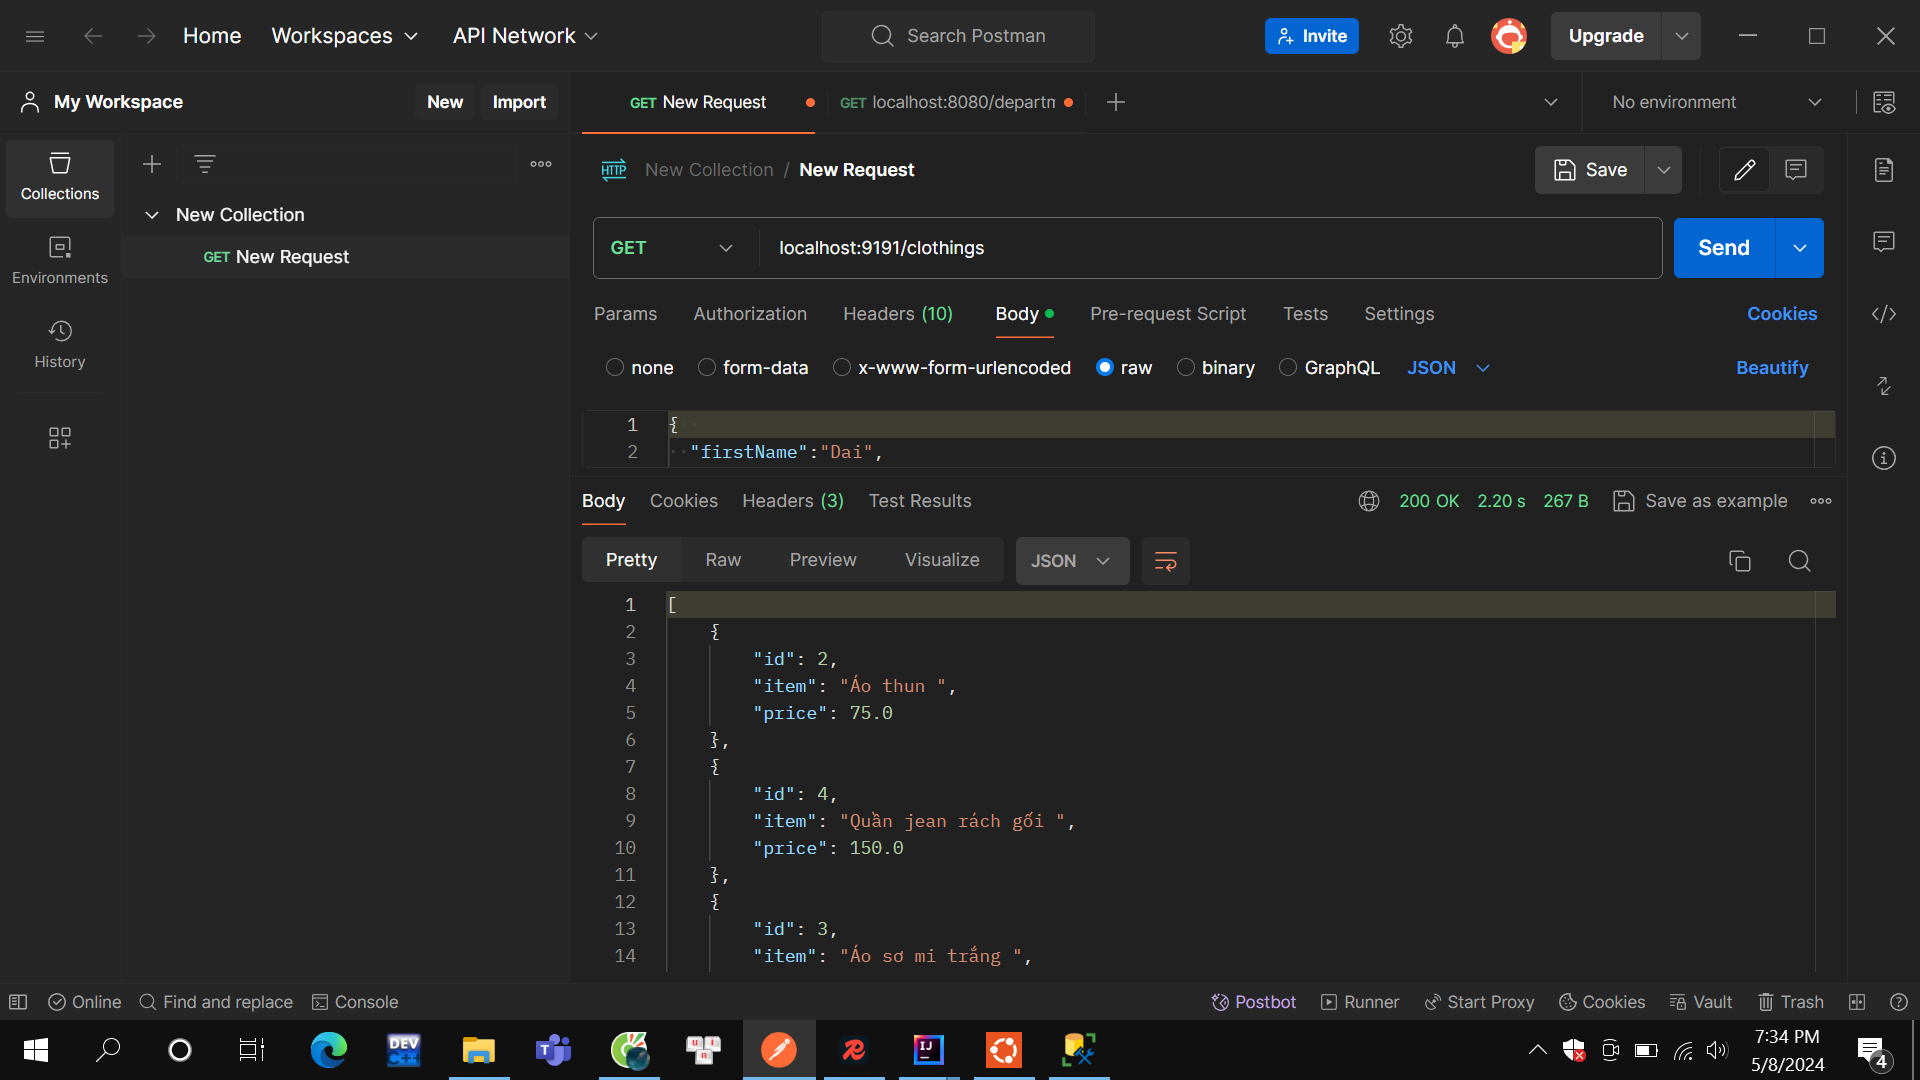 Home Workspaces API Network Search Postman Invite Upgrade
My Workspace New Import GET New Request GET localhost:8080/departm No environment
Collections
Environments
History
New Collection
GET New Request
HTTP New Collection / New Request Save
GET localhost:9191/clothings Send
Params Authorization Headers (10) Body Pre-request Script Tests Settings Cookies
none form-data x-www-form-urlencoded raw binary GraphQL JSON Beautify
1 {
2 "firstName":"Dai",
Body Cookies Headers (3) Test Results 200 OK 2.20 s 267 B Save as example
Pretty Raw Preview Visualize JSON
1 [
2 {
3 "id": 2,
4 "item": "Áo thun ",
5 "price": 75.0
6 },
7 {
8 "id": 4,
9 "item": "Quần jean rách gối ",
10 "price": 150.0
11 },
12 {
13 "id": 3,
14 "item": "Áo sơ mi trắng ",
Online Find and replace Console Postbot Runner Start Proxy Cookies Vault Trash
DEV C++
IJ
7:34 PM
5/8/2024
4